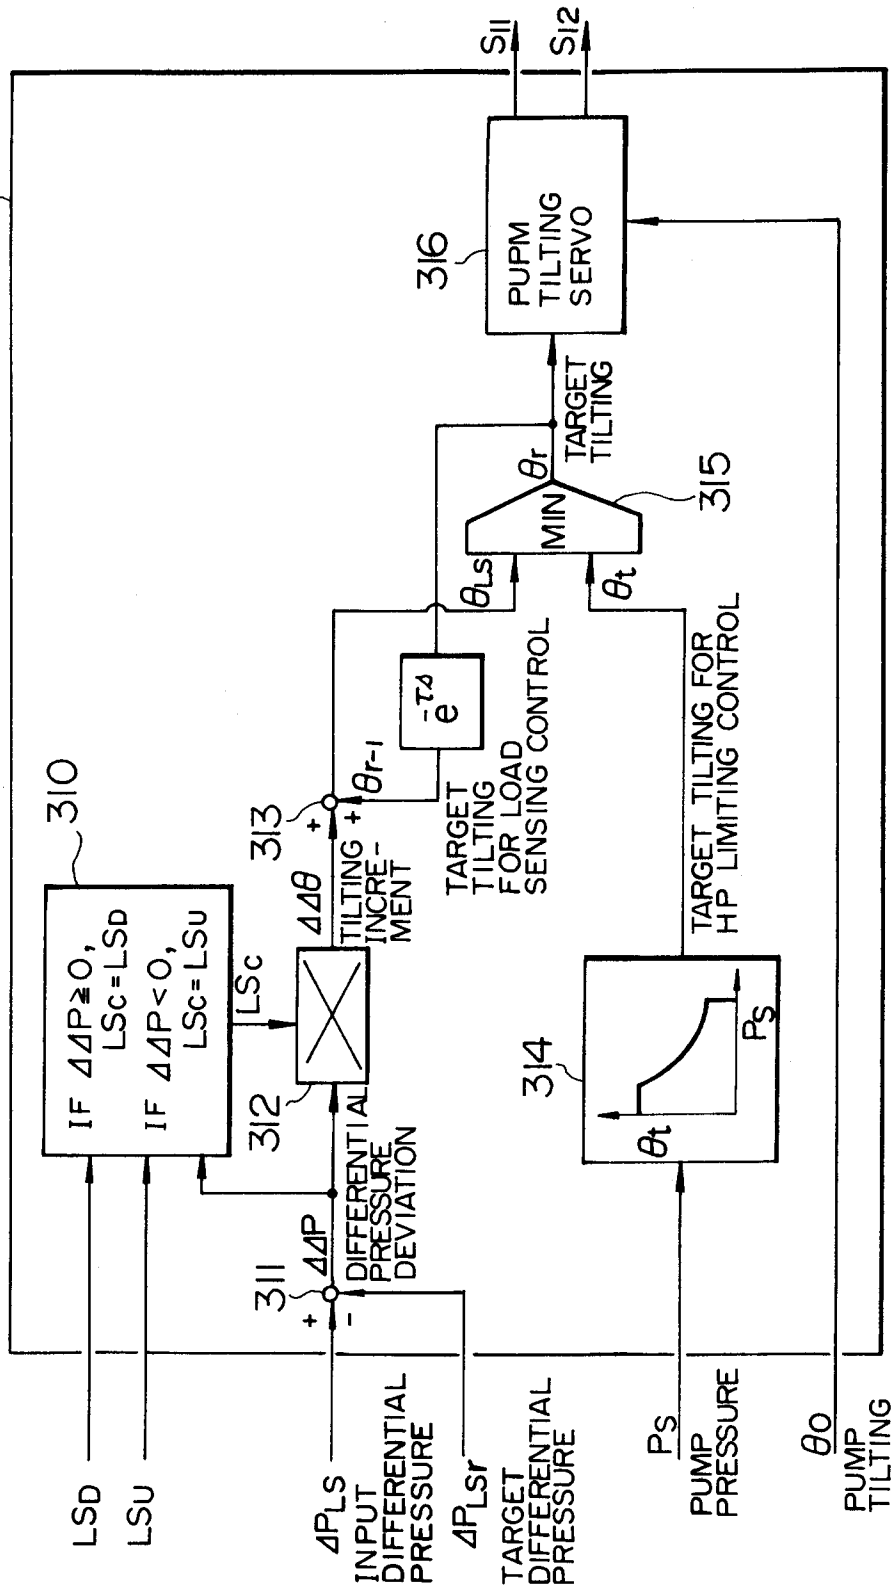 LSD
LSU
ΔPLS
INPUT
DIFFERENTIAL
PRESSURE
ΔPLSr
TARGET
DIFFERENTIAL
PRESSURE
PS
PUMP
PRESSURE
θO
PUMP
TILTING
310
IF ΔΔP≧0,
LSC=LSD
IF ΔΔP<0,
LSC=LSU
LSC
311
+
-
ΔΔP
DIFFERENTIAL
PRESSURE
DEVIATION
312
ΔΔθ
TILTING
INCRE-
MENT
313
+
+
θr-1
e-τs
TARGET
TILTING
FOR LOAD
SENSING CONTROL
314
θt
PS
TARGET TILTING FOR
HP LIMITING CONTROL
θLS
θt
MIN
315
θr
TARGET
TILTING
316
PUPM
TILTING
SERVO
S11
S12